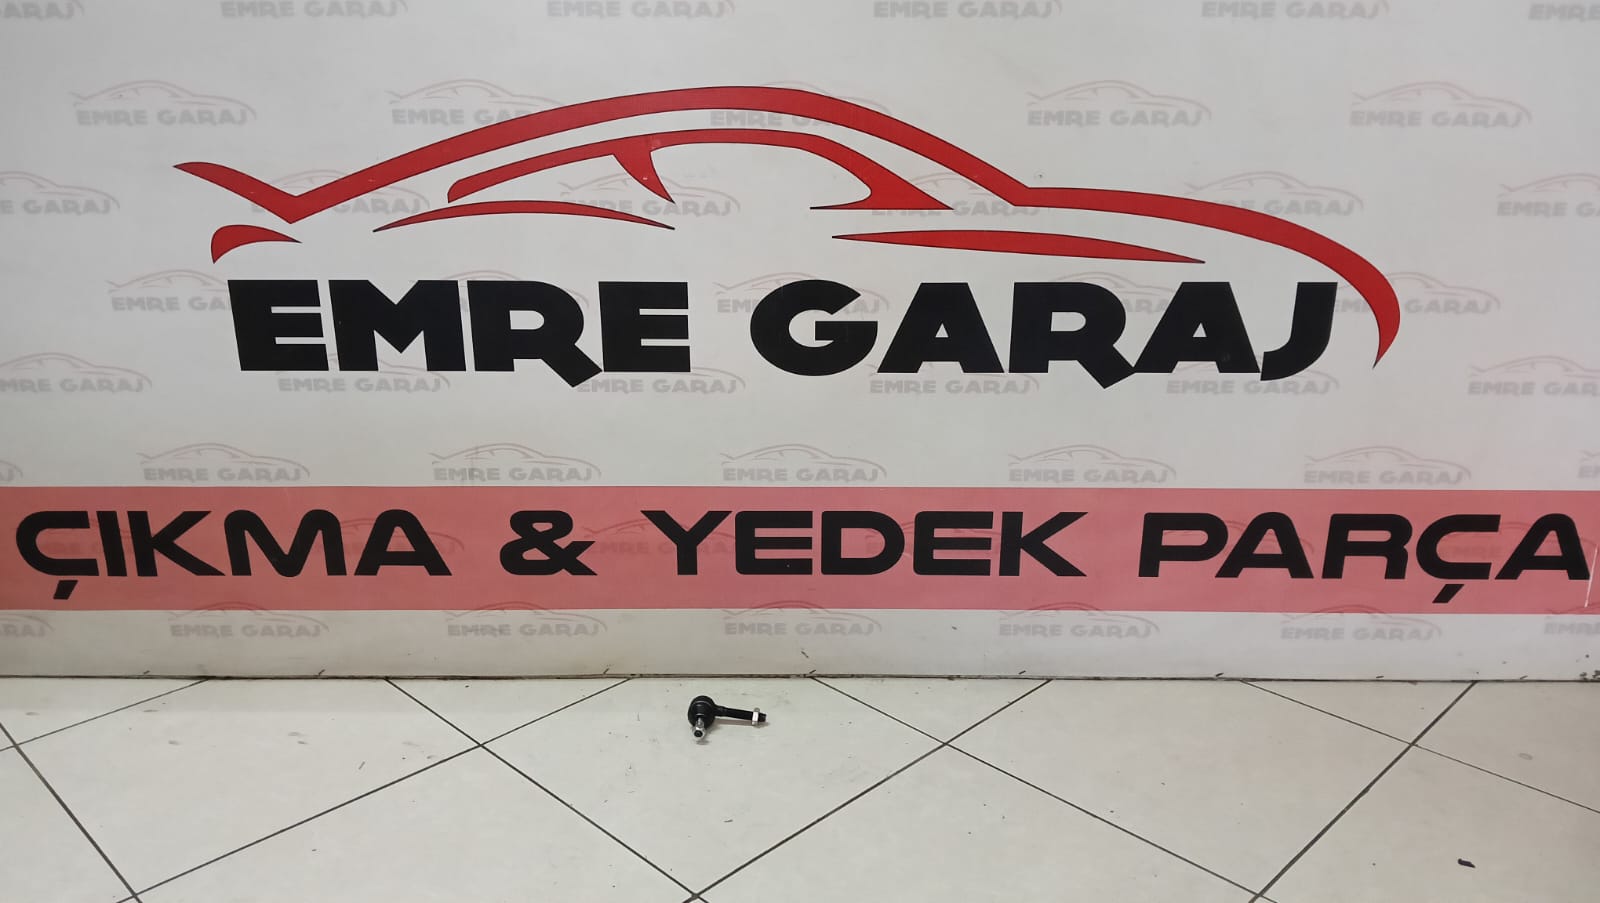 EMRE GARAJ
ÇIKMA & YEDEK PARÇA